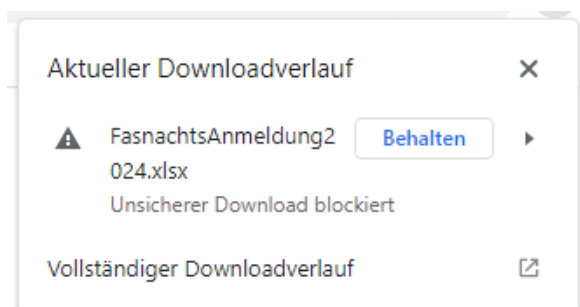 Aktueller Downloadverlauf
FasnachtsAnmeldung2
Behalten
024.xlsx
Unsicherer Download blockiert
Vollständiger Downloadverlauf